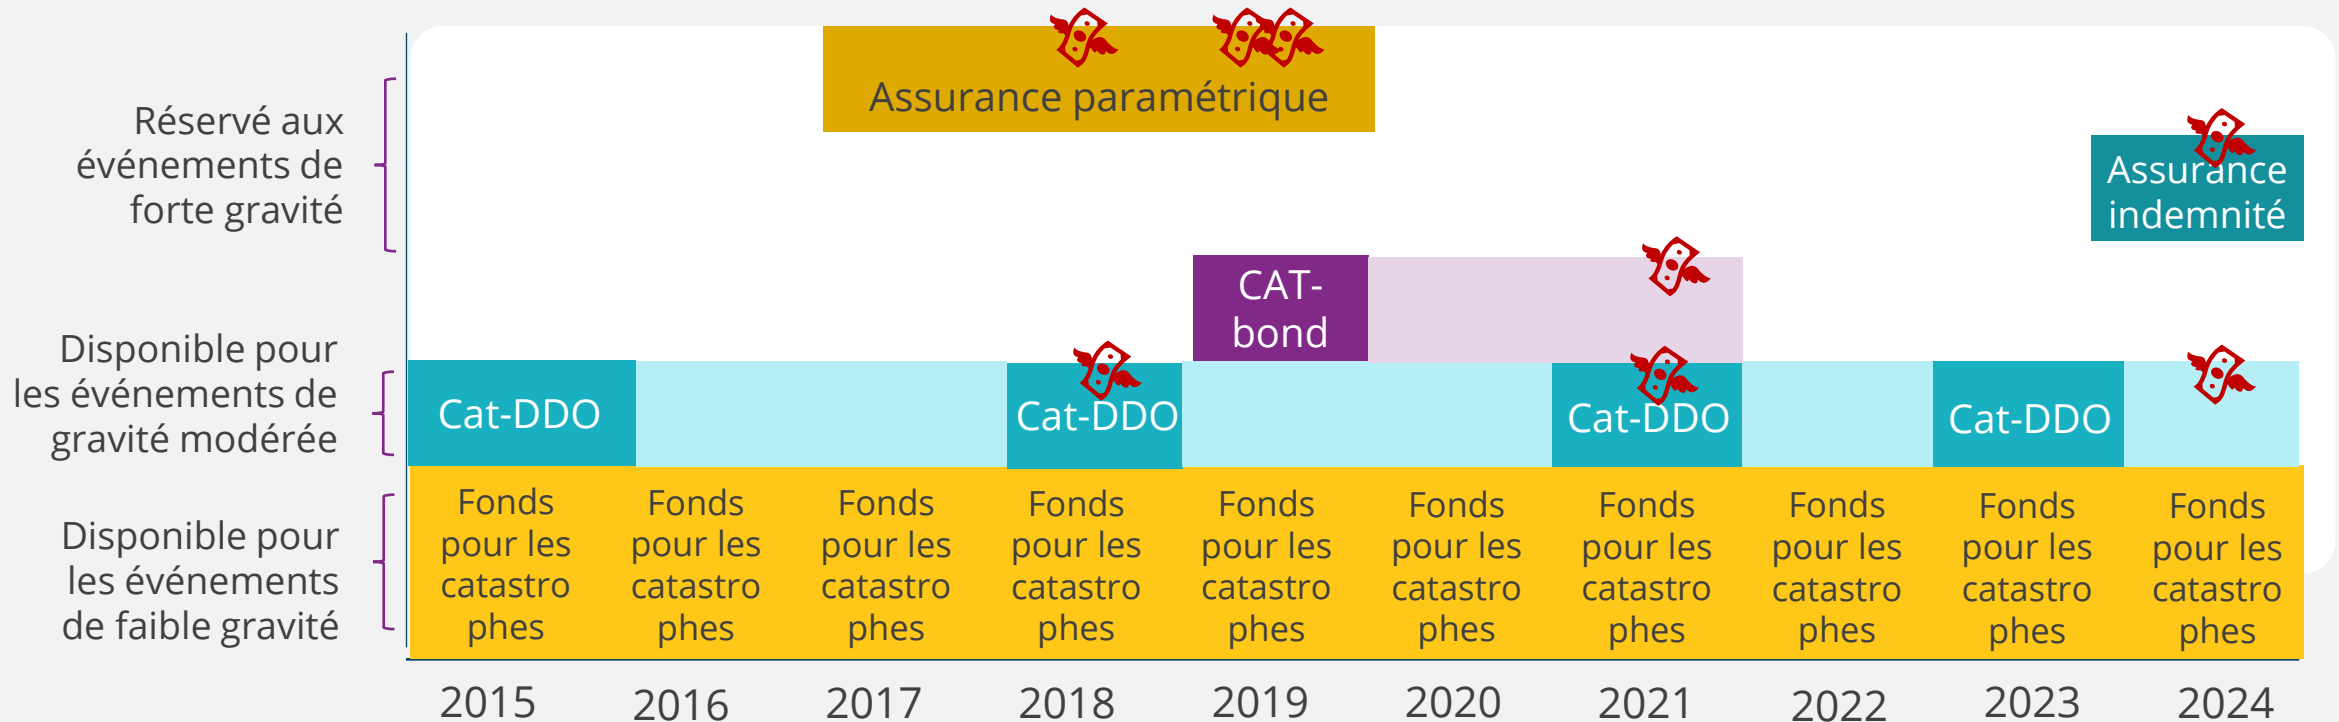 Assurance paramétrique
Réservé aux
événements de
forte gravité
Assurance
indemnité
CAT-
bond
Disponible pour
les événements de
gravité modérée
Cat-DDO
Cat-DDO
Cat-DDO
Cat-DDO
Disponible pour
les événements
de faible gravité
Fonds
pour les
catastro
phes
Fonds
pour les
catastro
phes
Fonds
pour les
catastro
phes
Fonds
pour les
catastro
phes
Fonds
pour les
catastro
phes
Fonds
pour les
catastro
phes
Fonds
pour les
catastro
phes
Fonds
pour les
catastro
phes
Fonds
pour les
catastro
phes
Fonds
pour les
catastro
phes
2015
2016
2017
2018
2019
2020
2021
2022
2023
2024